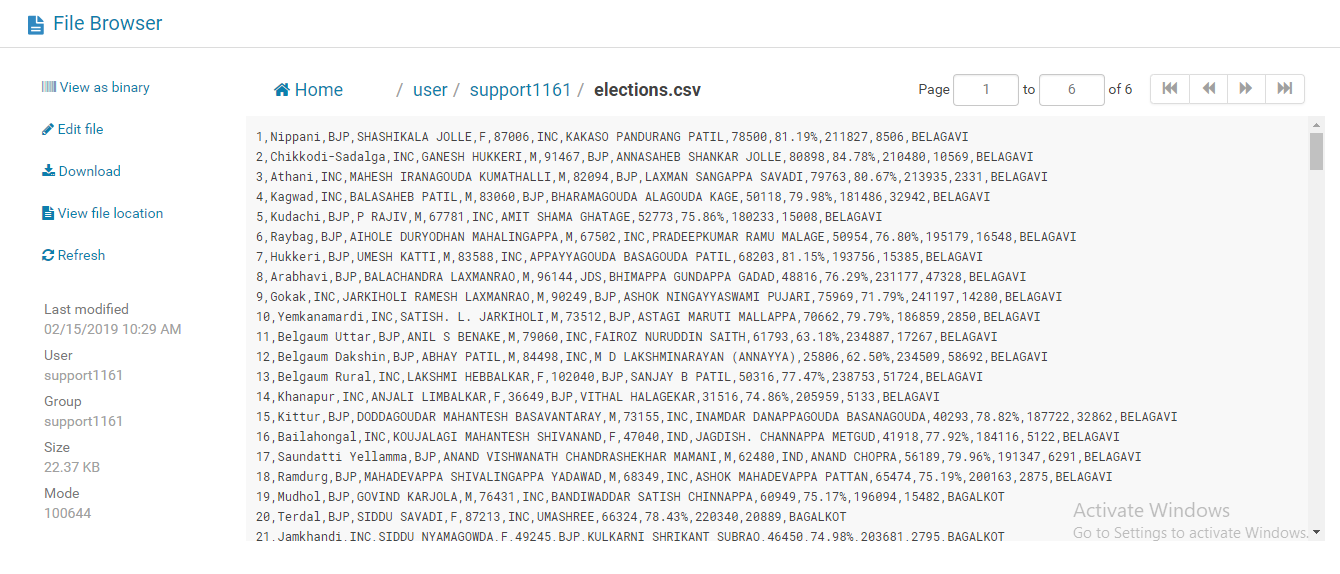 File Browser
View as binary
Edit file
Download
View file location
Refresh
Last modified
02/15/2019 10:29 AM
User
support1161
Group
support1161
Size
22.37 KB
Mode
100644
Home / user / support1161 / elections.csv
Page 1 to 6 of 6
1,Nippani,BJP,SHASHIKALA JOLLE,F,87006,INC,KAKASO PANDURANG PATIL,78500,81.19%,211827,8506,BELAGAVI
2,Chikkodi-Sadalga,INC,GANESH HUKKERI,M,91467,BJP,ANNASAHEB SHANKAR JOLLE,80898,84.78%,210480,10569,BELAGAVI
3,Athani,INC,MAHESH IRANAGOUDA KUMATHALLI,M,82094,BJP,LAXMAN SANGAPPA SAVADI,79763,80.67%,213935,2331,BELAGAVI
4,Kagwad,INC,BALASAHEB PATIL,M,83060,BJP,BHARAMAGOUDA ALAGOUDA KAGE,50118,79.98%,181486,32942,BELAGAVI
5,Kudachi,BJP,P RAJIV,M,67781,INC,AMIT SHAMA GHATAGE,52773,75.86%,180233,15008,BELAGAVI
6,Raybag,BJP,AIHOLE DURYODHAN MAHALINGAPPA,M,67502,INC,PRADEEPKUMAR RAMU MALAGE,50954,76.80%,195179,16548,BELAGAVI
7,Hukkeri,BJP,UMESH KATTI,M,83588,INC,APPAYYAGOUDA BASAGOUDA PATIL,68203,81.15%,193756,15385,BELAGAVI
8,Arabhavi,BJP,BALACHANDRA LAXMANRAO,M,96144,JDS,BHIMAPPA GUNDAPPA GADAD,48816,76.29%,231177,47328,BELAGAVI
9,Gokak,INC,JARKIHOLI RAMESH LAXMANRAO,M,90249,BJP,ASHOK NINGAYYASWAMI PUJARI,75969,71.79%,241197,14280,BELAGAVI
10,Yemkanamardi,INC,SATISH. L. JARKIHOLI,M,73512,BJP,ASTAGI MARUTI MALLAPPA,70662,79.79%,186859,2850,BELAGAVI
11,Belgaum Uttar,BJP,ANIL S BENAKE,M,79060,INC,FAIROZ NURUDDIN SAITH,61793,63.18%,234887,17267,BELAGAVI
12,Belgaum Dakshin,BJP,ABHAY PATIL,M,84498,INC,M D LAKSHMINARAYAN (ANNAYYA),25806,62.50%,234509,58692,BELAGAVI
13,Belgaum Rural,INC,LAKSHMI HEBBALKAR,F,102040,BJP,SANJAY B PATIL,50316,77.47%,238753,51724,BELAGAVI
14,Khanapur,INC,ANJALI LIMBALKAR,F,36649,BJP,VITHAL HALAGEKAR,31516,74.86%,205959,5133,BELAGAVI
15,Kittur,BJP,DODDAGOUDAR MAHANTESH BASAVANTARAY,M,73155,INC,INAMDAR DANAPPAGOUDA BASANAGOUDA,40293,78.82%,187722,32862,BELAGAVI
16,Bailahongal,INC,KOUJALAGI MAHANTESH SHIVANAND,F,47040,IND,JAGDISH. CHANNAPPA METGUD,41918,77.92%,184116,5122,BELAGAVI
17,Saundatti Yellamma,BJP,ANAND VISHWANATH CHANDRASHEKHAR MAMANI,M,62480,IND,ANAND CHOPRA,56189,79.96%,191347,6291,BELAGAVI
18,Ramdurg,BJP,MAHADEVAPPA SHIVALINGAPPA YADAWAD,M,68349,INC,ASHOK MAHADEVAPPA PATTAN,65474,75.19%,200163,2875,BELAGAVI
19,Mudhol,BJP,GOVIND KARJOLA,M,76431,INC,BANDIWADDAR SATISH CHINNAPPA,60949,75.17%,196094,15482,BAGALKOT
20,Terdal,BJP,SIDDU SAVADI,F,87213,INC,UMASHREE,66324,78.43%,220340,20889,BAGALKOT
21,Jamkhandi,INC,SIDDU NYAMAGOWDA,F,49245,BJP,KULKARNI SHRIKANT SUBRAO,46450,74.98%,203681,2795,BAGALKOT
Activate Windows
Go to Settings to activate Windows.